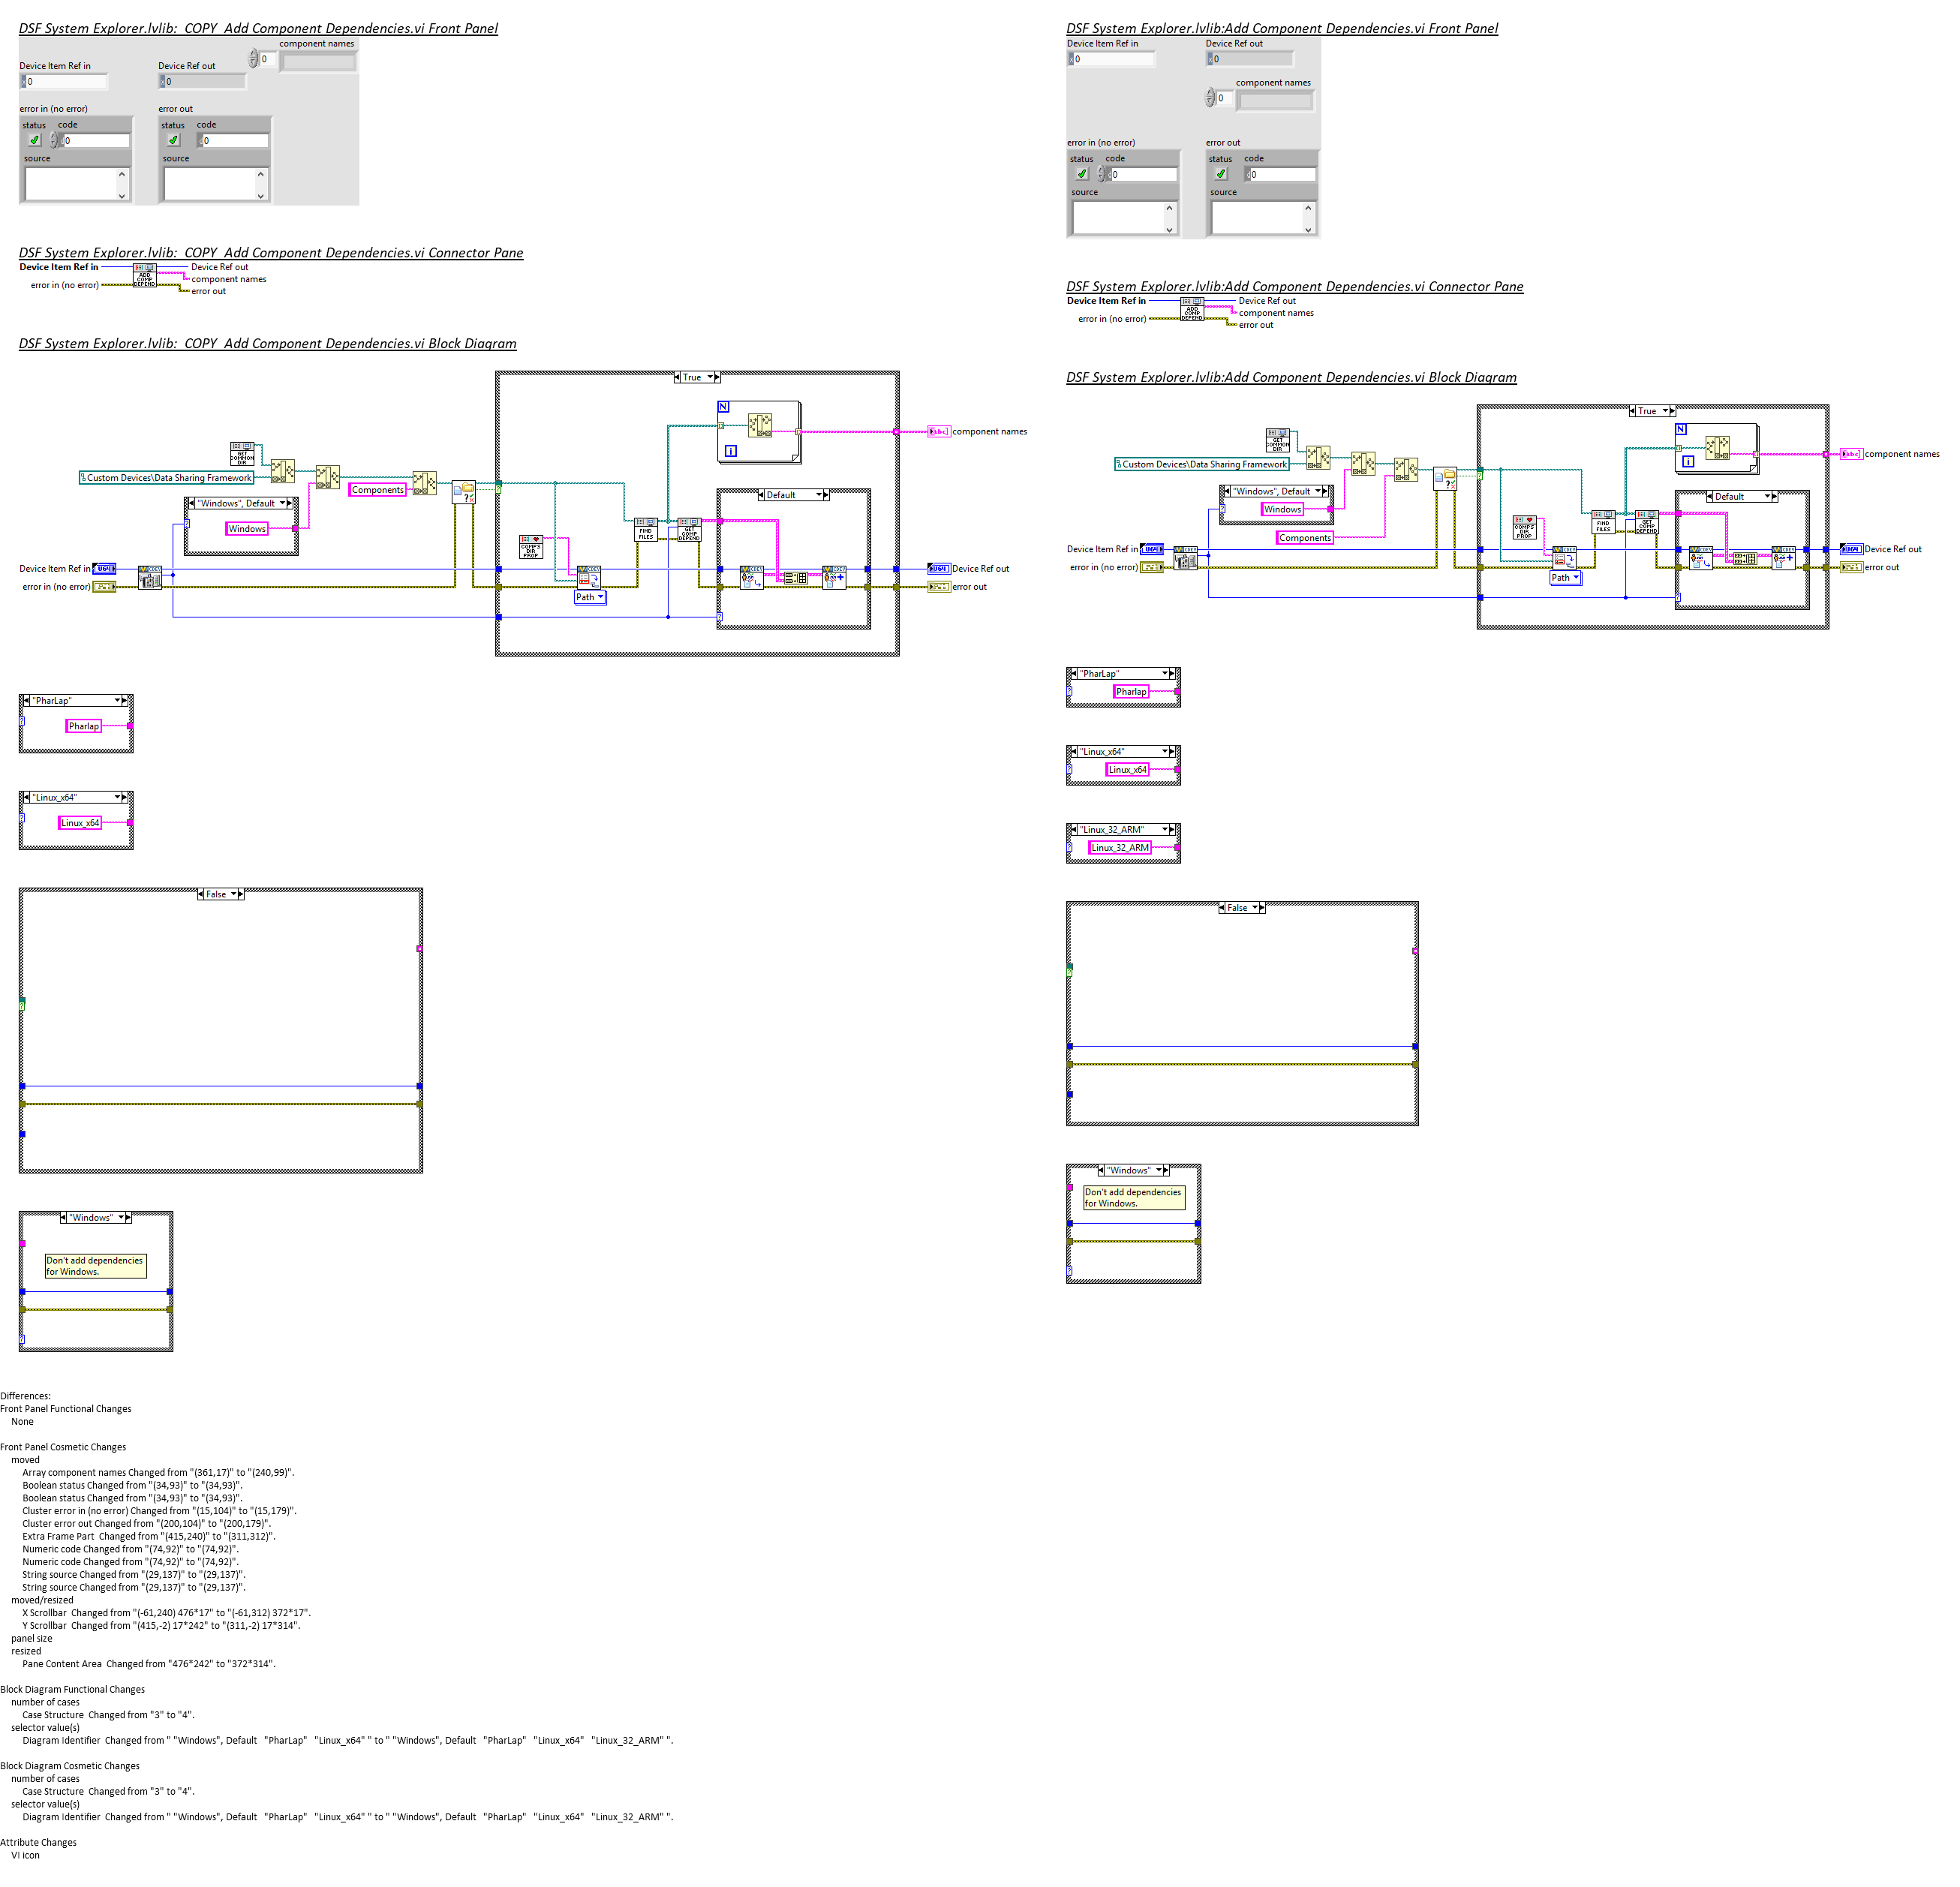 DSF System Explorer.lvlib:  COPY  Add Component Dependencies.vi Front Panel
component names
0
Device Item Ref in
Device Ref out
0
0
error in (no error)
error out
status code
status code
0
0
source
source
DSF System Explorer.lvlib:  COPY  Add Component Dependencies.vi Connector Pane
Device Item Ref in
Device Ref out
ADD
COMP
DEPEND
component names
error in (no error)
error out
DSF System Explorer.lvlib:  COPY  Add Component Dependencies.vi Block Diagram
True
N
i
abc
component names
GET
COMMON
DIR
Custom Devices\Data Sharing Framework
Components
"Windows", Default
Windows
Default
FIND
FILES
GET
COMP
DEPEND
COMPS
DIR
PROP
Device Item Ref in
U64
Device Ref out
error in (no error)
error out
Path
"PharLap"
Pharlap
"Linux_x64"
Linux_x64
False
"Windows"
Don't add dependencies
for Windows.
DSF System Explorer.lvlib:Add Component Dependencies.vi Front Panel
Device Item Ref in
Device Ref out
0
0
component names
0
error in (no error)
error out
status code
status code
0
0
source
source
DSF System Explorer.lvlib:Add Component Dependencies.vi Connector Pane
Device Item Ref in
Device Ref out
ADD
COMP
DEPEND
component names
error in (no error)
error out
DSF System Explorer.lvlib:Add Component Dependencies.vi Block Diagram
True
N
i
abc
component names
GET
COMMON
DIR
Custom Devices\Data Sharing Framework
"Windows", Default
Windows
Components
Default
FIND
FILES
GET
COMP
DEPEND
COMPS
DIR
PROP
Device Item Ref in
U64
Device Ref out
error in (no error)
error out
Path
"PharLap"
Pharlap
"Linux_x64"
Linux_x64
"Linux_32_ARM"
Linux_32_ARM
False
"Windows"
Don't add dependencies
for Windows.
Differences:
Front Panel Functional Changes
None
Front Panel Cosmetic Changes
moved
Array component names Changed from "(361,17)" to "(240,99)".
Boolean status Changed from "(34,93)" to "(34,93)".
Boolean status Changed from "(34,93)" to "(34,93)".
Cluster error in (no error) Changed from "(15,104)" to "(15,179)".
Cluster error out Changed from "(200,104)" to "(200,179)".
Extra Frame Part  Changed from "(415,240)" to "(311,312)".
Numeric code Changed from "(74,92)" to "(74,92)".
Numeric code Changed from "(74,92)" to "(74,92)".
String source Changed from "(29,137)" to "(29,137)".
String source Changed from "(29,137)" to "(29,137)".
moved/resized
X Scrollbar  Changed from "(-61,240) 476*17" to "(-61,312) 372*17".
Y Scrollbar  Changed from "(415,-2) 17*242" to "(311,-2) 17*314".
panel size
resized
Pane Content Area  Changed from "476*242" to "372*314".
Block Diagram Functional Changes
number of cases
Case Structure  Changed from "3" to "4".
selector value(s)
Diagram Identifier  Changed from " "Windows", Default   "PharLap"   "Linux_x64" " to " "Windows", Default   "PharLap"   "Linux_x64"   "Linux_32_ARM" ".
Block Diagram Cosmetic Changes
number of cases
Case Structure  Changed from "3" to "4".
selector value(s)
Diagram Identifier  Changed from " "Windows", Default   "PharLap"   "Linux_x64" " to " "Windows", Default   "PharLap"   "Linux_x64"   "Linux_32_ARM" ".
Attribute Changes
VI icon